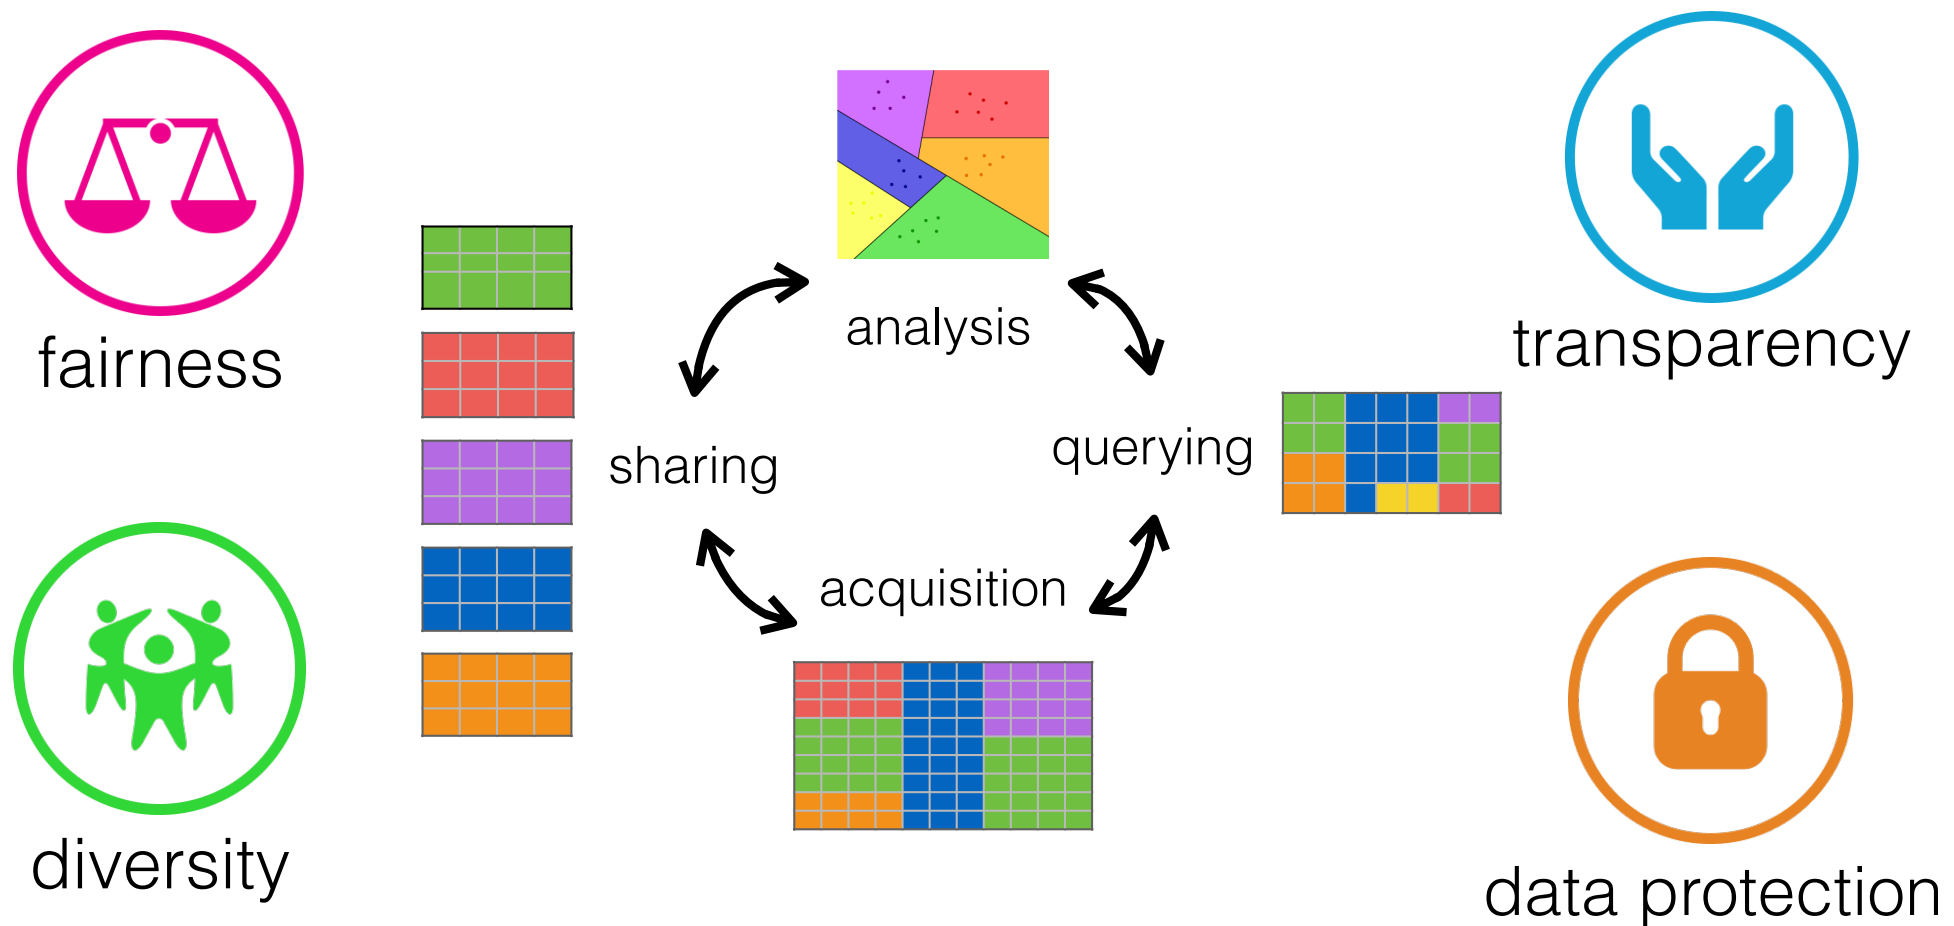 fairness
analysis
transparency
sharing
querying
acquisition
diversity
data protection